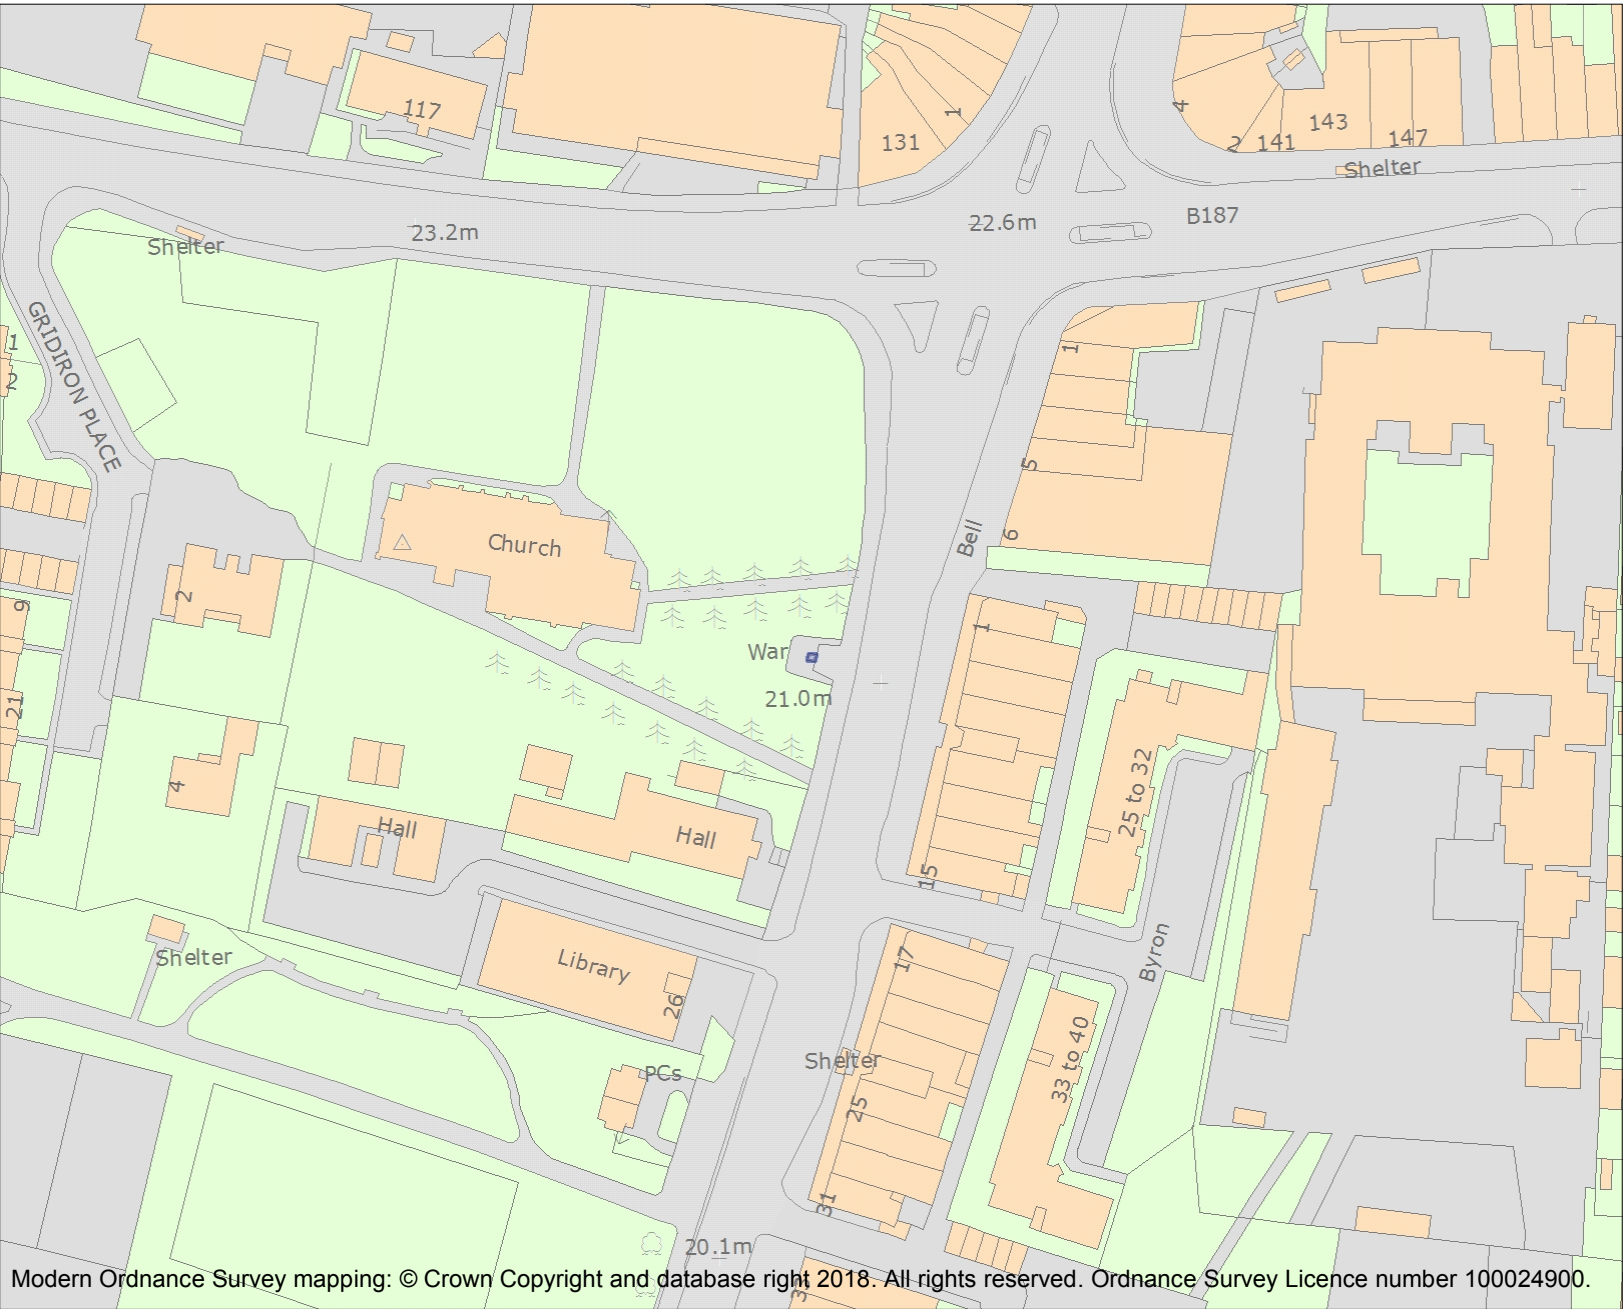 117
131
1
4
2
141
143
147
Shelter
B187
22.6m
23.2m
Shelter
GRIDIRON PLACE
1
2
1
5
6
Bell
Church
2
9
21
4
War
21.0m
1
15
25 to 32
Hall
Hall
Byron
Library
26
Shelter
17
PCs
Shelter
25
33 to 40
31
20.1m
Modern Ordnance Survey mapping: © Crown Copyright and database right 2018. All rights reserved. Ordnance Survey Licence number 100024900.